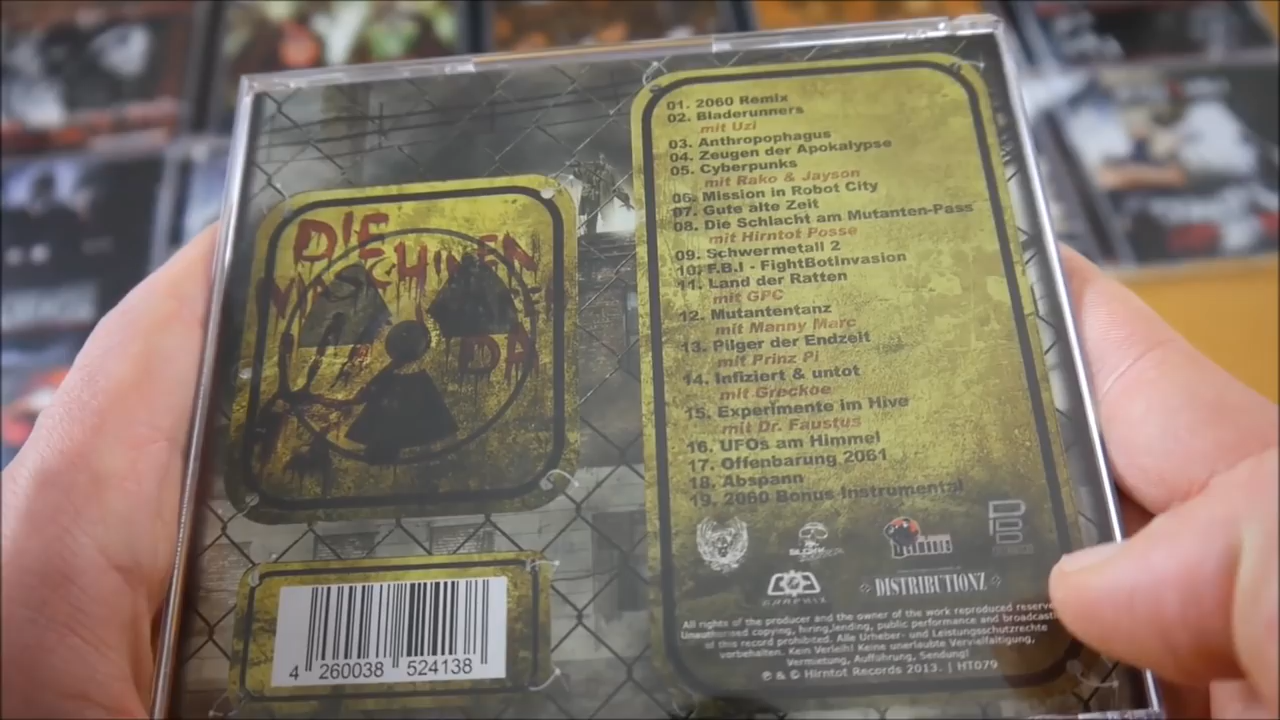 DIE
MASCHINEN
DA
01. 2060 Remix
02. Bladerunners
mit Uzi
03. Anthropophagus
04. Zeugen der Apokalypse
05. Cyberpunks
mit Rako & Jayson
06. Mission in Robot City
07. Gute alte Zeit
08. Die Schlacht am Mutanten-Pass
mit Hirntot Posse
09. Schwermetall 2
10. F.B.I - FightBotInvasion
11. Land der Ratten
mit GPC
12. Mutantentanz
mit Manny Marc
13. Pilger der Endzeit
mit Prinz Pi
14. Infiziert & untot
mit Greckoe
15. Experimente im Hive
mit Dr. Faustus
16. UFOs am Himmel
17. Offenbarung 2061
18. Abspann
19. 2060 Bonus Instrumental
DISTRIBUTIONZ
All rights of the producer and the owner of the work reproduced reserve
Unauthorised copying, hiring, lending, public performance and broadcasti
of this record prohibited. Alle Urheber- und Leistungsschutzrechte
vorbehalten. Kein Verleih! Keine unerlaubte Vervielfältigung,
Vermietung, Aufführung, Sendung!
℗ & © Hirntot Records 2013. | HT079
4 260038 524138